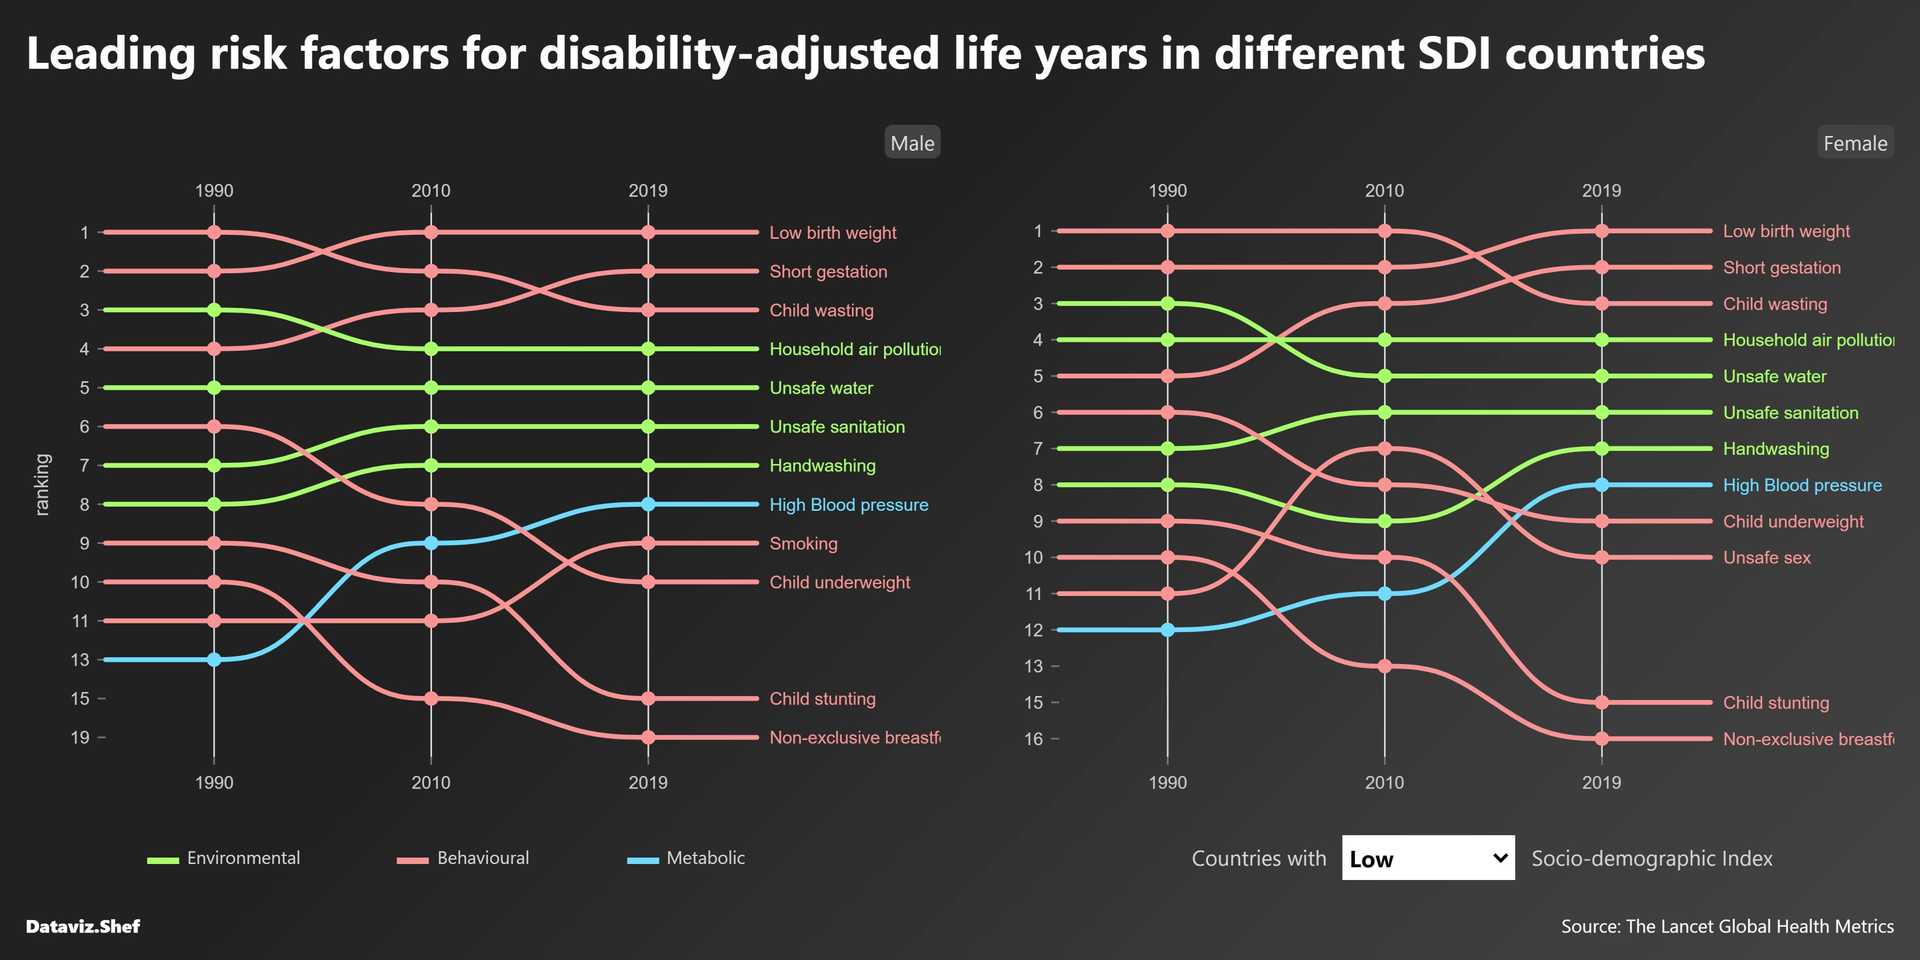 Leading risk factors for disability-adjusted life years in different SDI countries
Male
1990 2010 2019
ranking
1
2
3
4
5
6
7
8
9
10
11
13
15
19
Low birth weight
Short gestation
Child wasting
Household air pollution
Unsafe water
Unsafe sanitation
Handwashing
High Blood pressure
Smoking
Child underweight
Child stunting
Non-exclusive breastf
1990 2010 2019
Female
1990 2010 2019
1
2
3
4
5
6
7
8
9
10
11
12
13
15
16
Low birth weight
Short gestation
Child wasting
Household air pollution
Unsafe water
Unsafe sanitation
Handwashing
High Blood pressure
Child underweight
Unsafe sex
Child stunting
Non-exclusive breastf
1990 2010 2019
Environmental Behavioural Metabolic
Countries with Low Socio-demographic Index
Dataviz.Shef
Source: The Lancet Global Health Metrics